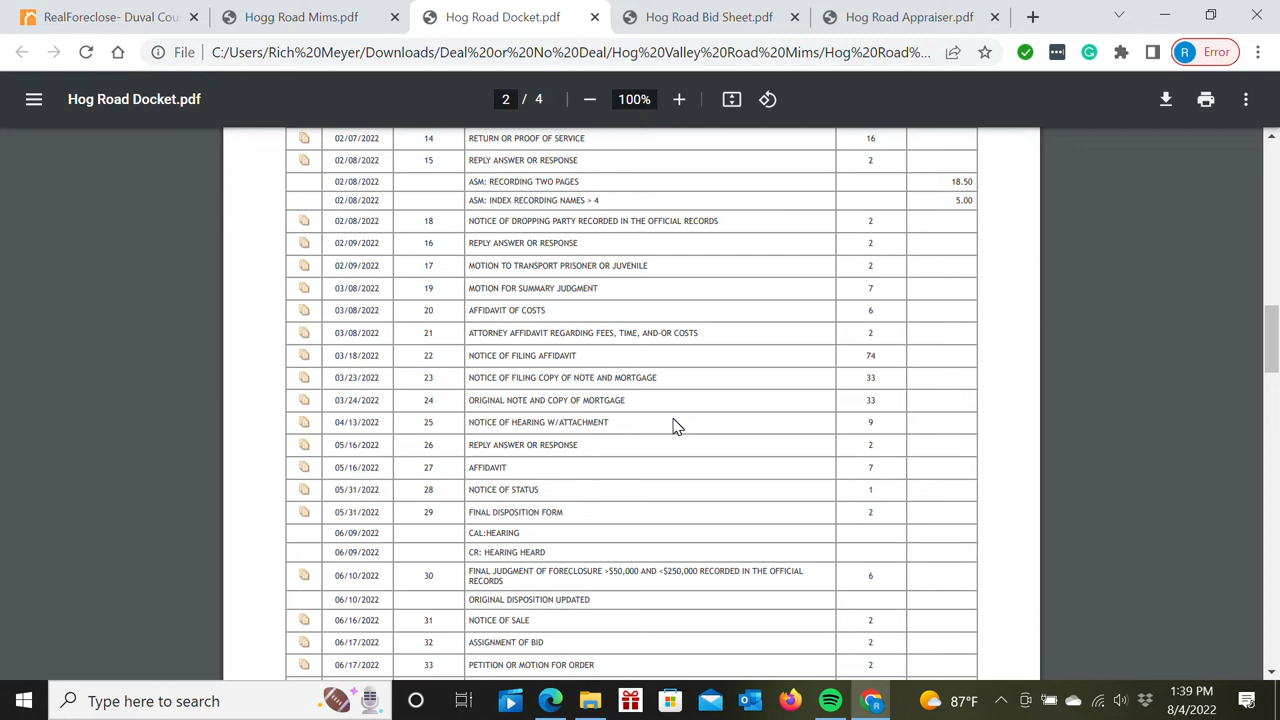 RealForeclose- Duval Cou
Hogg Road Mims.pdf
Hog Road Docket.pdf
Hog Road Bid Sheet.pdf
Hog Road Appraiser.pdf
File C:/Users/Rich%20Meyer/Downloads/Deal%20or%20No%20Deal/Hog%20Valley%20Road%20Mims/Hog%20Road%...
R Error
Hog Road Docket.pdf 2 / 4 100%
02/07/2022 14 RETURN OR PROOF OF SERVICE 16
02/08/2022 15 REPLY ANSWER OR RESPONSE 2
02/08/2022 ASM: RECORDING TWO PAGES 18.50
02/08/2022 ASM: INDEX RECORDING NAMES > 4 5.00
02/08/2022 18 NOTICE OF DROPPING PARTY RECORDED IN THE OFFICIAL RECORDS 2
02/09/2022 16 REPLY ANSWER OR RESPONSE 2
02/09/2022 17 MOTION TO TRANSPORT PRISONER OR JUVENILE 2
03/08/2022 19 MOTION FOR SUMMARY JUDGMENT 7
03/08/2022 20 AFFIDAVIT OF COSTS 6
03/08/2022 21 ATTORNEY AFFIDAVIT REGARDING FEES, TIME, AND-OR COSTS 2
03/18/2022 22 NOTICE OF FILING AFFIDAVIT 74
03/23/2022 23 NOTICE OF FILING COPY OF NOTE AND MORTGAGE 33
03/24/2022 24 ORIGINAL NOTE AND COPY OF MORTGAGE 33
04/13/2022 25 NOTICE OF HEARING W/ATTACHMENT 9
05/16/2022 26 REPLY ANSWER OR RESPONSE 2
05/16/2022 27 AFFIDAVIT 7
05/31/2022 28 NOTICE OF STATUS 1
05/31/2022 29 FINAL DISPOSITION FORM 2
06/09/2022 CAL:HEARING
06/09/2022 CR: HEARING HEARD
06/10/2022 30 FINAL JUDGMENT OF FORECLOSURE >$50,000 AND <$250,000 RECORDED IN THE OFFICIAL 6
RECORDS
06/10/2022 ORIGINAL DISPOSITION UPDATED
06/16/2022 31 NOTICE OF SALE 2
06/17/2022 32 ASSIGNMENT OF BID 2
06/17/2022 33 PETITION OR MOTION FOR ORDER 2
Type here to search
87°F
1:39 PM
8/4/2022